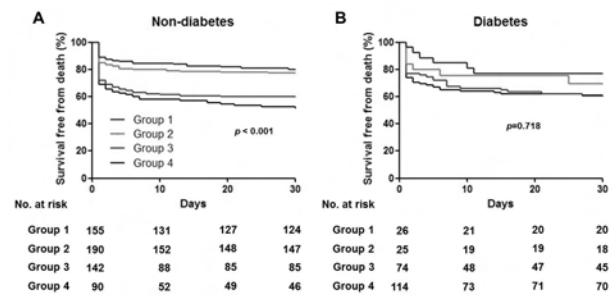 A Non-diabetes
B Diabetes
Survival free from death (%)
100
80
60
40
20
0
Group 1
Group 2
Group 3
Group 4
p < 0.001
0 10 20 30
Days
Survival free from death (%)
100
80
60
40
20
0
p=0.718
0 10 20 30
Days
No. at risk
Group 1 155 131 127 124
Group 2 190 152 148 147
Group 3 142 88 85 85
Group 4 90 52 49 46
No. at risk
Group 1 26 21 20 20
Group 2 25 19 19 18
Group 3 74 48 47 45
Group 4 114 73 71 70